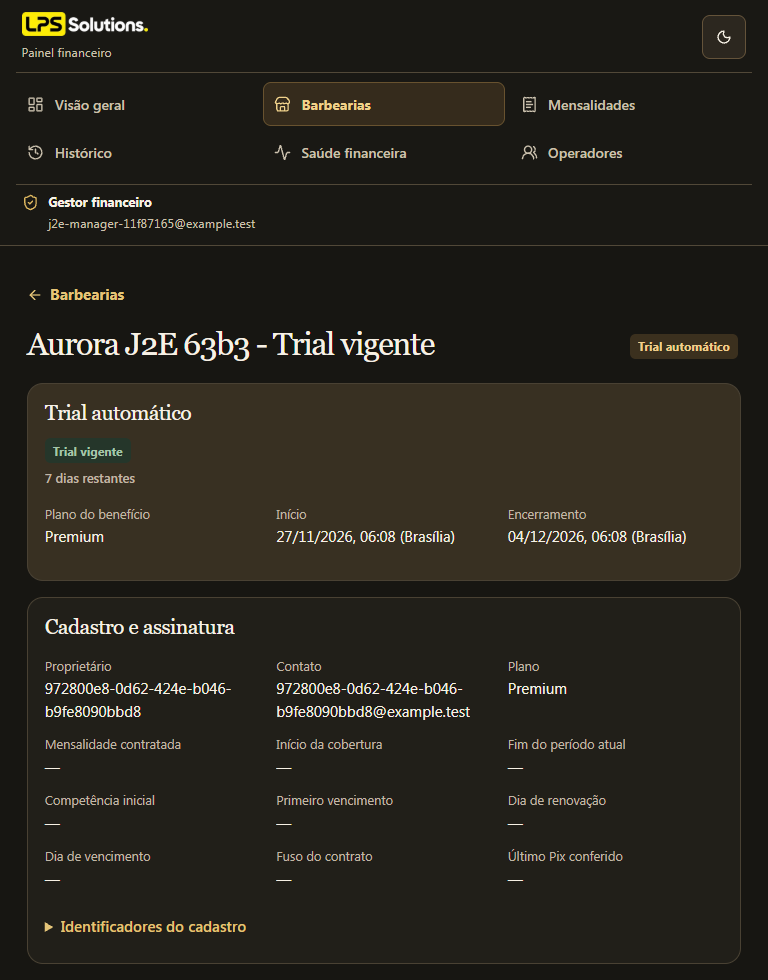 LPS Solutions.
Painel financeiro
Visão geral
Barbearias
Mensalidades
Histórico
Saúde financeira
Operadores
Gestor financeiro
j2e-manager-11f87165@example.test
← Barbearias
Aurora J2E 63b3 - Trial vigente
Trial automático
Trial automático
Trial vigente
7 dias restantes
Plano do benefício
Início
Encerramento
Premium
27/11/2026, 06:08 (Brasília)
04/12/2026, 06:08 (Brasília)
Cadastro e assinatura
Proprietário
Contato
Plano
972800e8-0d62-424e-b046-
972800e8-0d62-424e-b046-
Premium
b9fe8090bbd8
b9fe8090bbd8@example.test
Mensalidade contratada
Início da cobertura
Fim do período atual
—
—
—
Competência inicial
Primeiro vencimento
Dia de renovação
—
—
—
Dia de vencimento
Fuso do contrato
Último Pix conferido
—
—
—
Identificadores do cadastro